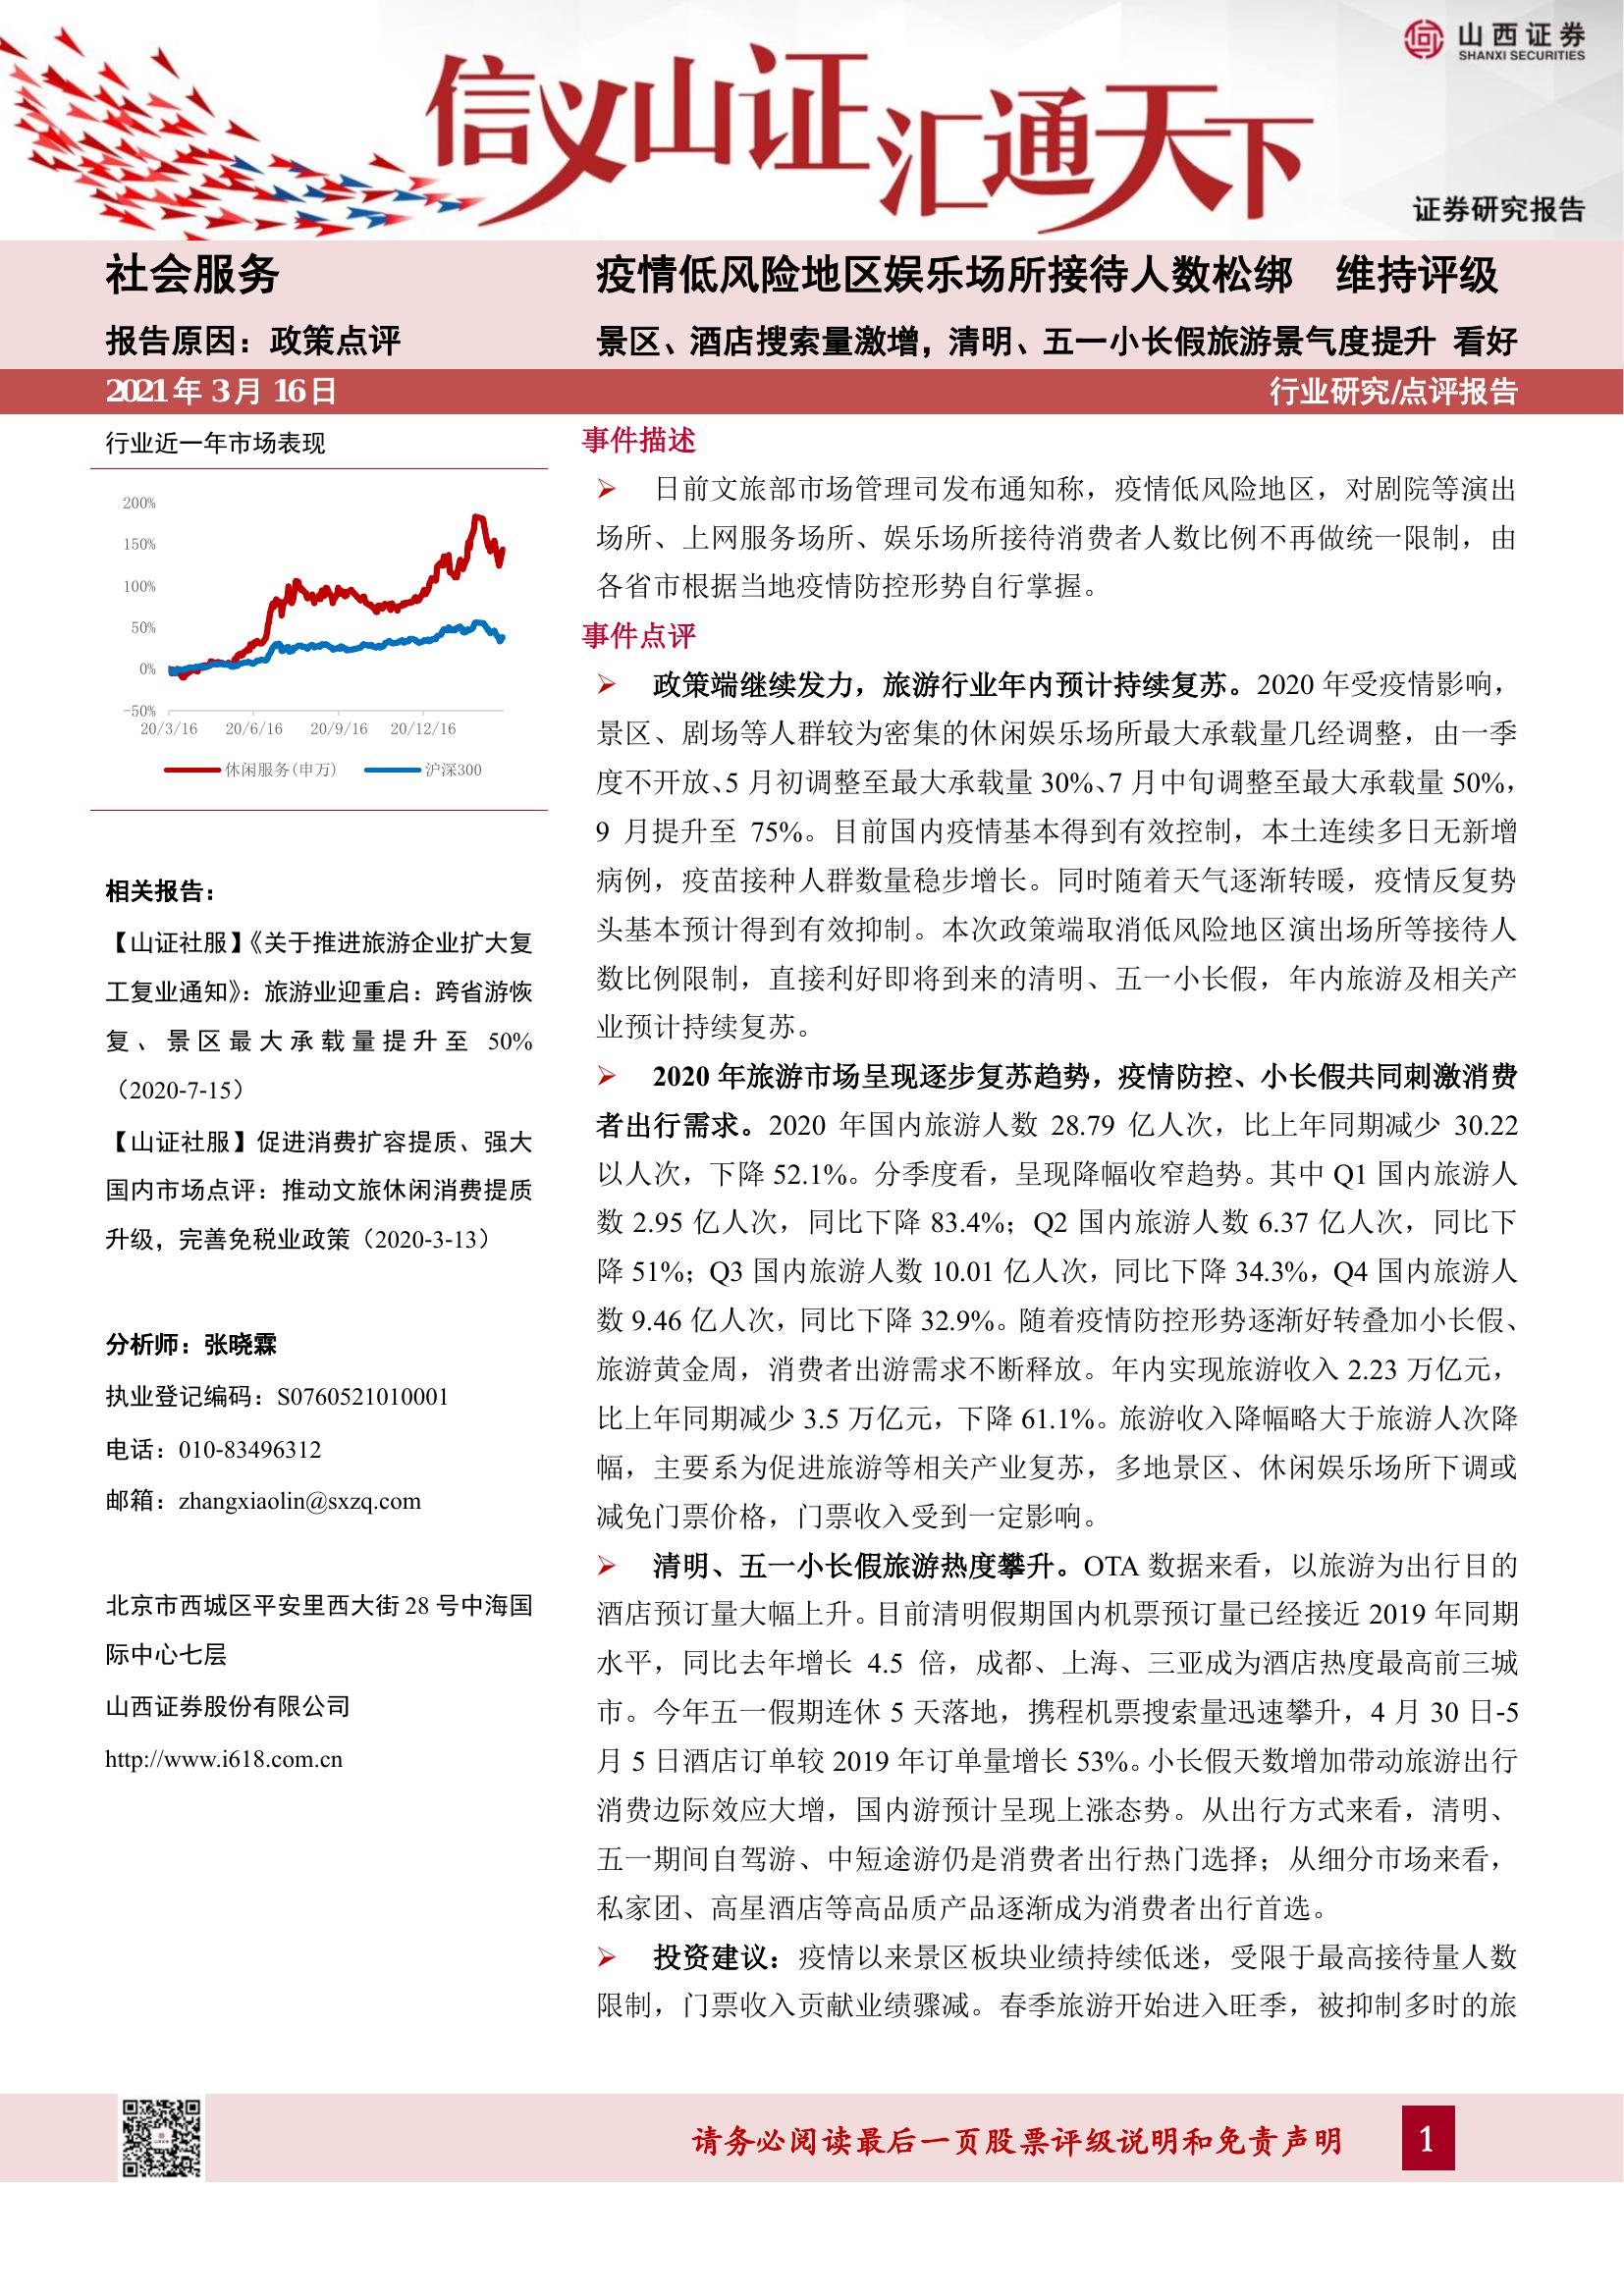 信义山证汇通天下
山西证券
SHANXI SECURITIES
证券研究报告
社会服务
疫情低风险地区娱乐场所接待人数松绑 维持评级
报告原因：政策点评
景区、酒店搜索量激增，清明、五一小长假旅游景气度提升 看好
2021年3月16日
行业研究/点评报告
行业近一年市场表现
200%
150%
100%
50%
0%
-50%
20/3/16 20/6/16 20/9/16 20/12/16
休闲服务(申万) 沪深300
相关报告：
【山证社服】《关于推进旅游企业扩大复
工复业通知》：旅游业迎重启：跨省游恢
复、景区最大承载量提升至 50%
（2020-7-15）
【山证社服】促进消费扩容提质、强大
国内市场点评：推动文旅休闲消费提质
升级，完善免税业政策（2020-3-13）
分析师：张晓霖
执业登记编码：S0760521010001
电话：010-83496312
邮箱：zhangxiaolin@sxzq.com
北京市西城区平安里西大街 28 号中海国
际中心七层
山西证券股份有限公司
http://www.i618.com.cn
事件描述
➢ 日前文旅部市场管理司发布通知称，疫情低风险地区，对剧院等演出
场所、上网服务场所、娱乐场所接待消费者人数比例不再做统一限制，由
各省市根据当地疫情防控形势自行掌握。
事件点评
➢ 政策端继续发力，旅游行业年内预计持续复苏。2020 年受疫情影响，
景区、剧场等人群较为密集的休闲娱乐场所最大承载量几经调整，由一季
度不开放、5 月初调整至最大承载量 30%、7 月中旬调整至最大承载量 50%，
9 月提升至 75%。目前国内疫情基本得到有效控制，本土连续多日无新增
病例，疫苗接种人群数量稳步增长。同时随着天气逐渐转暖，疫情反复势
头基本预计得到有效抑制。本次政策端取消低风险地区演出场所等接待人
数比例限制，直接利好即将到来的清明、五一小长假，年内旅游及相关产
业预计持续复苏。
➢ 2020 年旅游市场呈现逐步复苏趋势，疫情防控、小长假共同刺激消费
者出行需求。2020 年国内旅游人数 28.79 亿人次，比上年同期减少 30.22
以人次，下降 52.1%。分季度看，呈现降幅收窄趋势。其中 Q1 国内旅游人
数 2.95 亿人次，同比下降 83.4%；Q2 国内旅游人数 6.37 亿人次，同比下
降 51%；Q3 国内旅游人数 10.01 亿人次，同比下降 34.3%，Q4 国内旅游人
数 9.46 亿人次，同比下降 32.9%。随着疫情防控形势逐渐好转叠加小长假、
旅游黄金周，消费者出游需求不断释放。年内实现旅游收入 2.23 万亿元，
比上年同期减少 3.5 万亿元，下降 61.1%。旅游收入降幅略大于旅游人次降
幅，主要系为促进旅游等相关产业复苏，多地景区、休闲娱乐场所下调或
减免门票价格，门票收入受到一定影响。
➢ 清明、五一小长假旅游热度攀升。OTA 数据来看，以旅游为出行目的
酒店预订量大幅上升。目前清明假期国内机票预订量已经接近 2019 年同期
水平，同比去年增长 4.5 倍，成都、上海、三亚成为酒店热度最高前三城
市。今年五一假期连休 5 天落地，携程机票搜索量迅速攀升，4 月 30 日-5
月 5 日酒店订单较 2019 年订单量增长 53%。小长假天数增加带动旅游出行
消费边际效应大增，国内游预计呈现上涨态势。从出行方式来看，清明、
五一期间自驾游、中短途游仍是消费者出行热门选择；从细分市场来看，
私家团、高星酒店等高品质产品逐渐成为消费者出行首选。
➢ 投资建议：疫情以来景区板块业绩持续低迷，受限于最高接待量人数
限制，门票收入贡献业绩骤减。春季旅游开始进入旺季，被抑制多时的旅
请务必阅读最后一页股票评级说明和免责声明
1